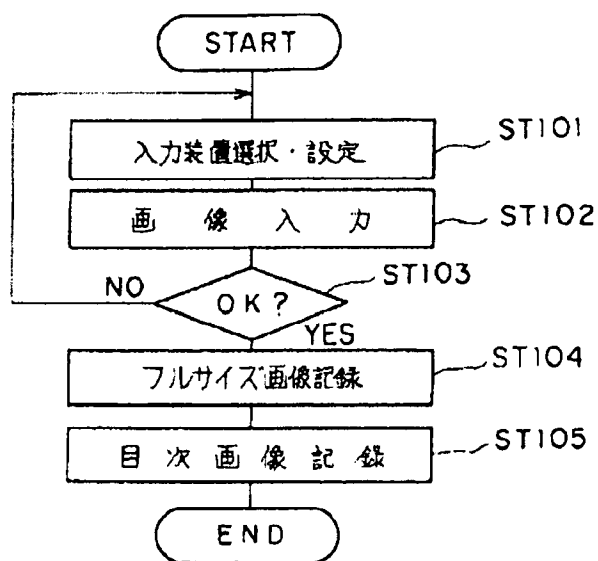 START
入力装置選択・設定
ST101
画像入力
ST102
OK?
ST103
NO
YES
フルサイズ画像記録
ST104
目次画像記録
ST105
END